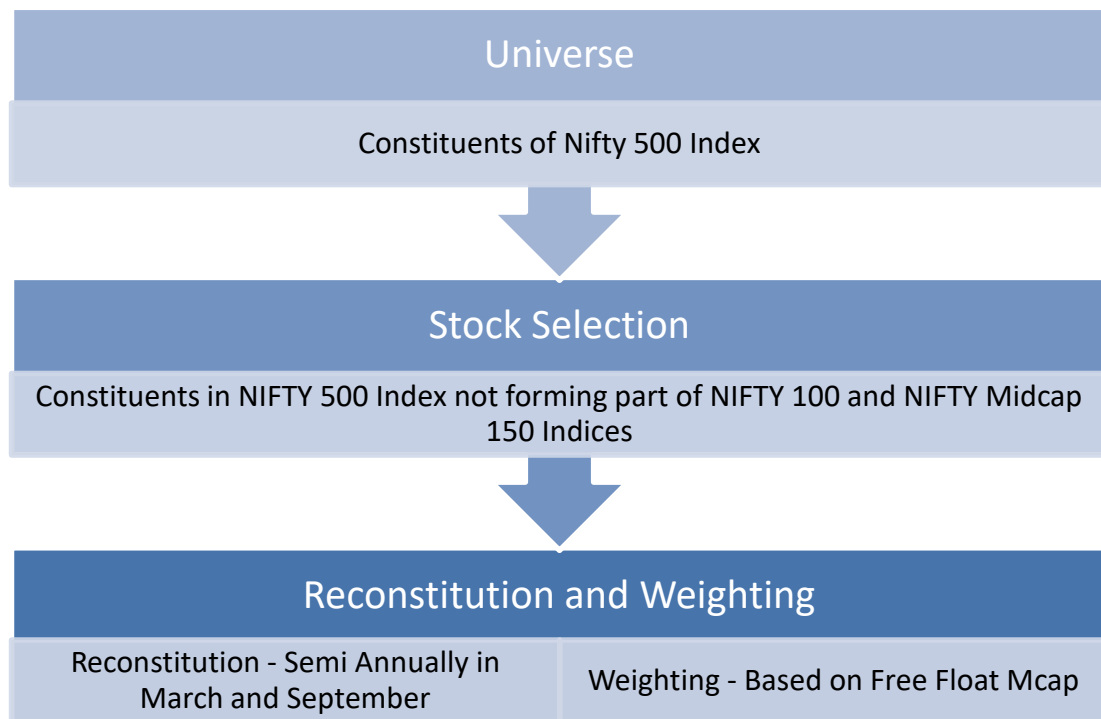 Universe
Constituents of Nifty 500 Index
Stock Selection
Constituents in NIFTY 500 Index not forming part of NIFTY 100 and NIFTY Midcap
150 Indices
Reconstitution and Weighting
Reconstitution - Semi Annually in
March and September
Weighting - Based on Free Float Mcap